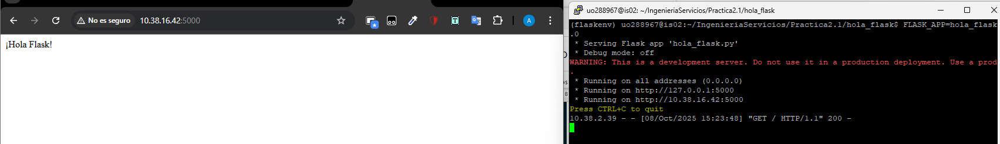 No es seguro
10.38.16.42:5000
A
¡Hola Flask!
uo288967@is02: ~/IngenieriaServicios/Practica2.1/hola_flask
(flaskenv) uo288967@is02:~/IngenieriaServicios/Practica2.1/hola_flask$ FLASK_APP=hola_flask
.0
 * Serving Flask app 'hola_flask.py'
 * Debug mode: off
WARNING: This is a development server. Do not use it in a production deployment. Use a prod
.
 * Running on all addresses (0.0.0.0)
 * Running on http://127.0.0.1:5000
 * Running on http://10.38.16.42:5000
Press CTRL+C to quit
10.38.2.39 - - [08/Oct/2025 15:23:48] "GET / HTTP/1.1" 200 -